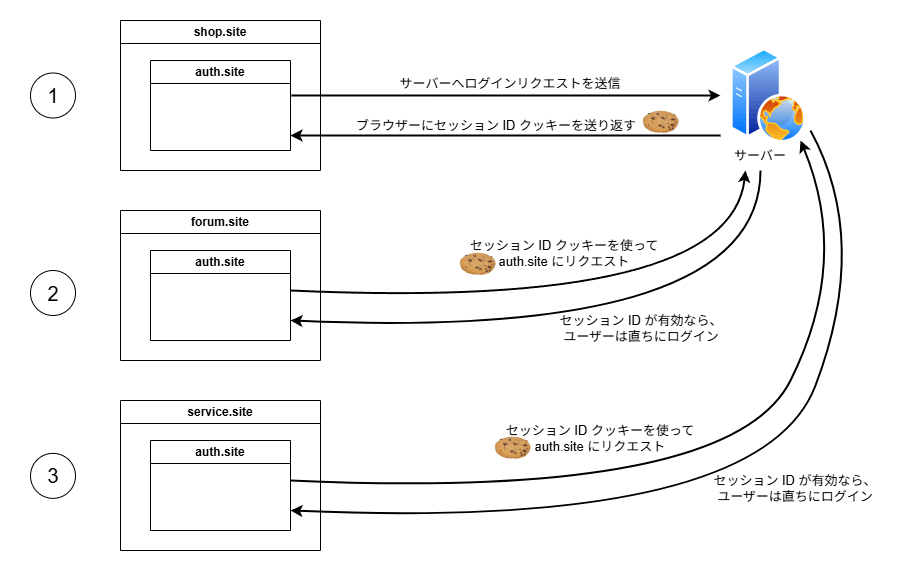 shop.site
auth.site
1
サーバーへログインリクエストを送信
ブラウザーにセッション ID クッキーを送り返す
サーバー
forum.site
auth.site
2
セッション ID クッキーを使って
auth.site にリクエスト
セッション ID が有効なら、
ユーザーは直ちにログイン
service.site
auth.site
3
セッション ID クッキーを使って
auth.site にリクエスト
セッション ID が有効なら、
ユーザーは直ちにログイン